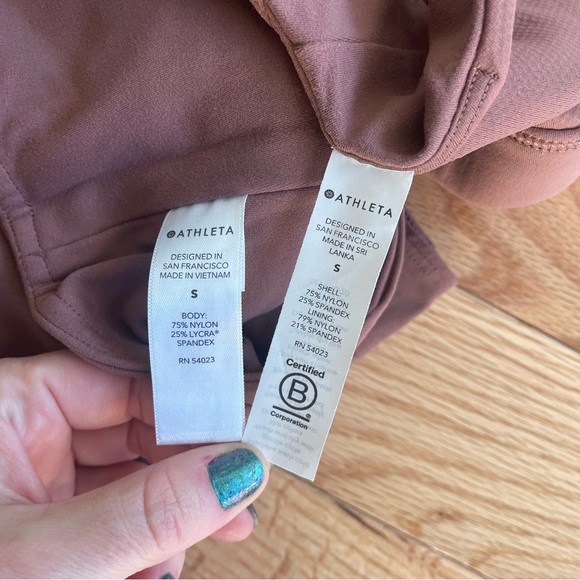 ATHLETA
DESIGNED IN
SAN FRANCISCO
MADE IN VIETNAM
S
BODY:
75% NYLON
25% LYCRA®
SPANDEX
RN 54023
ATHLETA
DESIGNED IN
SAN FRANCISCO
MADE IN SRI
LANKA
S
SHELL:
75% NYLON
25% SPANDEX
LINING:
79% NYLON
21% SPANDEX
RN 54023
Certified
B
Corporation